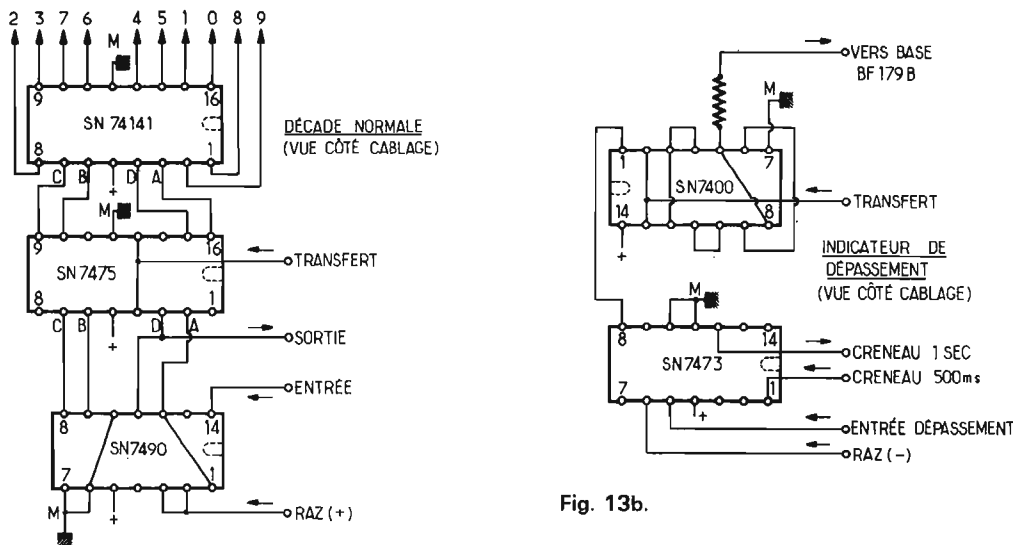 2 3 7 6 4 5 1 0 8 9
M
9 16
SN 74141
8 1
C B + D A
DÉCADE NORMALE
(VUE CÔTÉ CABLAGE)
M
9 16
SN7475
TRANSFERT
8 1
C B + D A
SORTIE
ENTRÉE
8 14
SN7490
7 1
M + RAZ (+)
VERS BASE
BF 179 B
M
1 7
SN7400
14 8
TRANSFERT
+
INDICATEUR DE
DÉPASSEMENT
(VUE CÔTÉ CABLAGE)
M
8 14
SN7473
CRENEAU 1 SEC
7 1
CRENEAU 500ms
+
ENTRÉE DÉPASSEMENT
RAZ (-)
Fig. 13b.